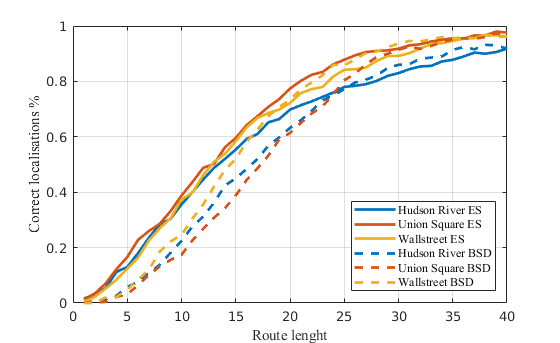 1
0.8
0.6
0.4
0.2
0
Correct localisations %
0 5 10 15 20 25 30 35 40
Route lenght
Hudson River ES
Union Square ES
Wallstreet ES
Hudson River BSD
Union Square BSD
Wallstreet BSD